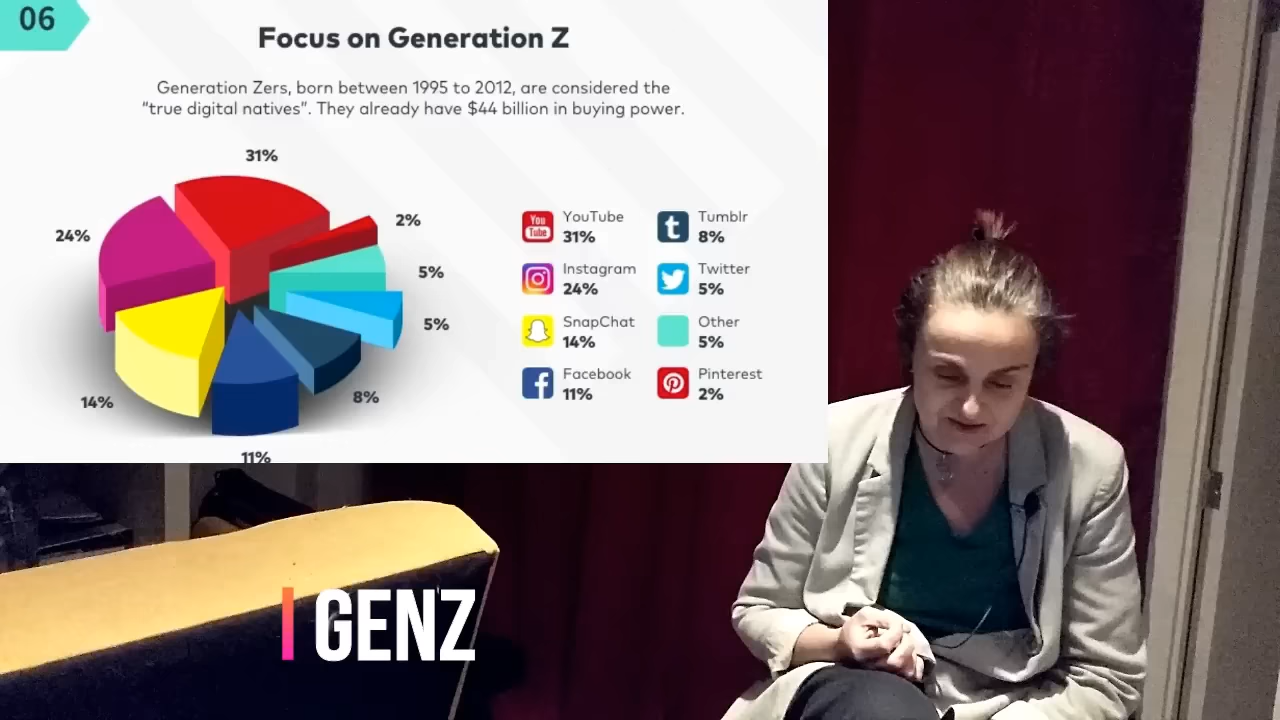 06
Focus on Generation Z
Generation Zers, born between 1995 to 2012, are considered the
“true digital natives”. They already have $44 billion in buying power.
31%
24%
2%
5%
5%
14%
8%
11%
You
Tube
YouTube
31%
Tumblr
8%
Instagram
24%
Twitter
5%
SnapChat
14%
Other
5%
Facebook
11%
Pinterest
2%
GENZ